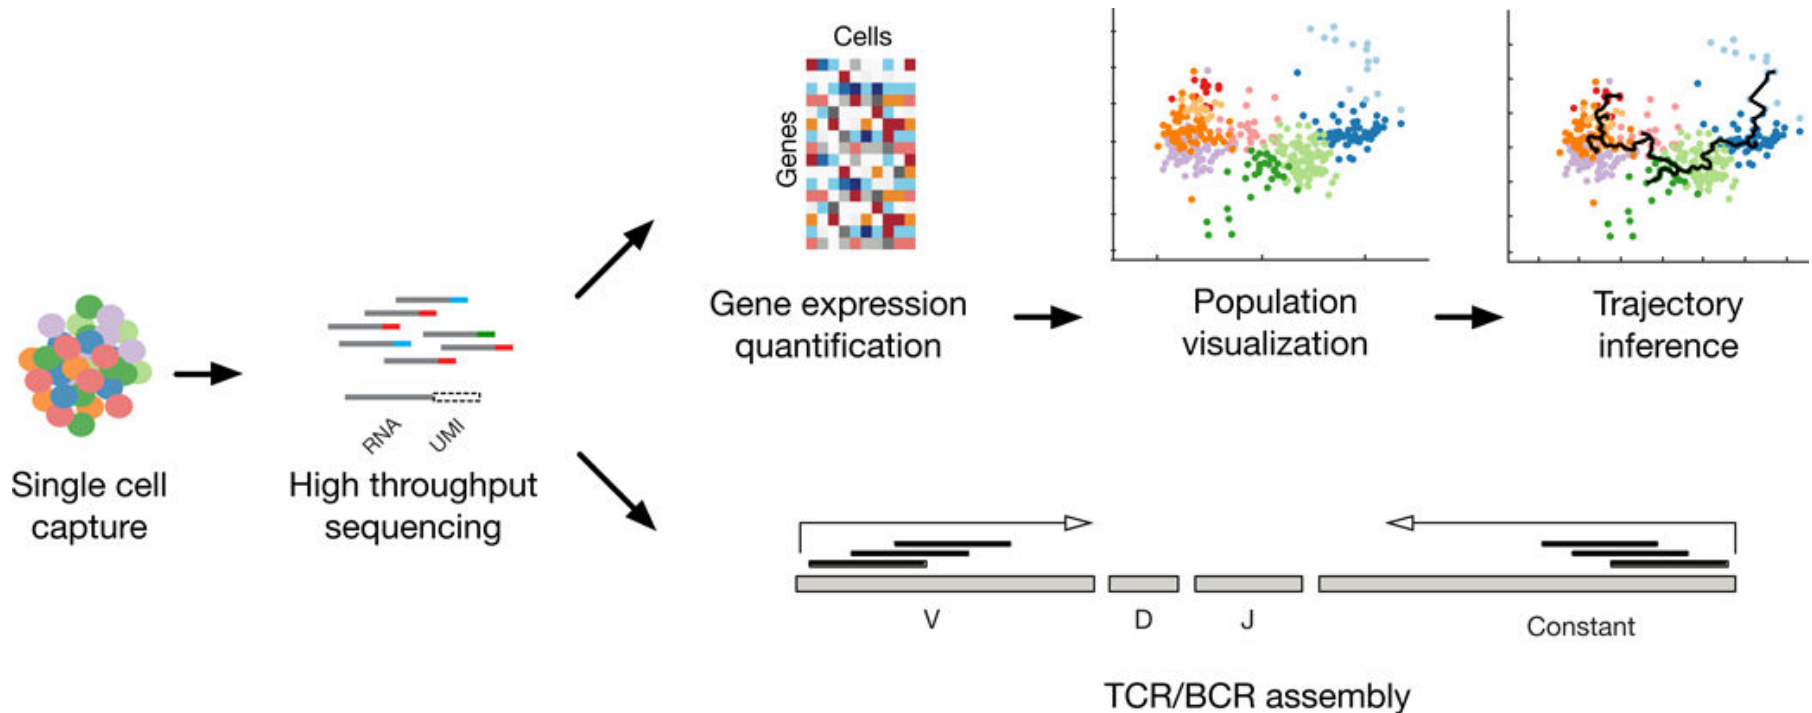 Single cell
capture
High throughput
sequencing
RNA
UMI
Cells
Genes
Gene expression
quantification
Population
visualization
Trajectory
inference
V
D
J
Constant
TCR/BCR assembly